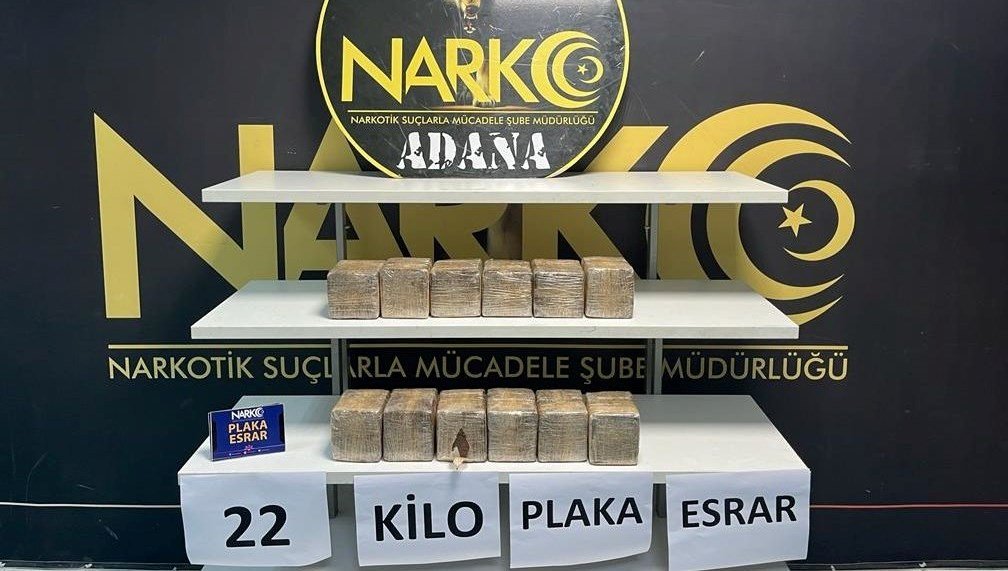 NARKO
NARKOTİK SUÇLARLA MÜCADELE ŞUBE MÜDÜRLÜĞÜ
ADANA
NARKO
NARKOTİK SUÇLARLA MÜCADELE ŞUBE MÜDÜRLÜĞÜ
NARKO
PLAKA
ESRAR
22 KİLO PLAKA ESRAR